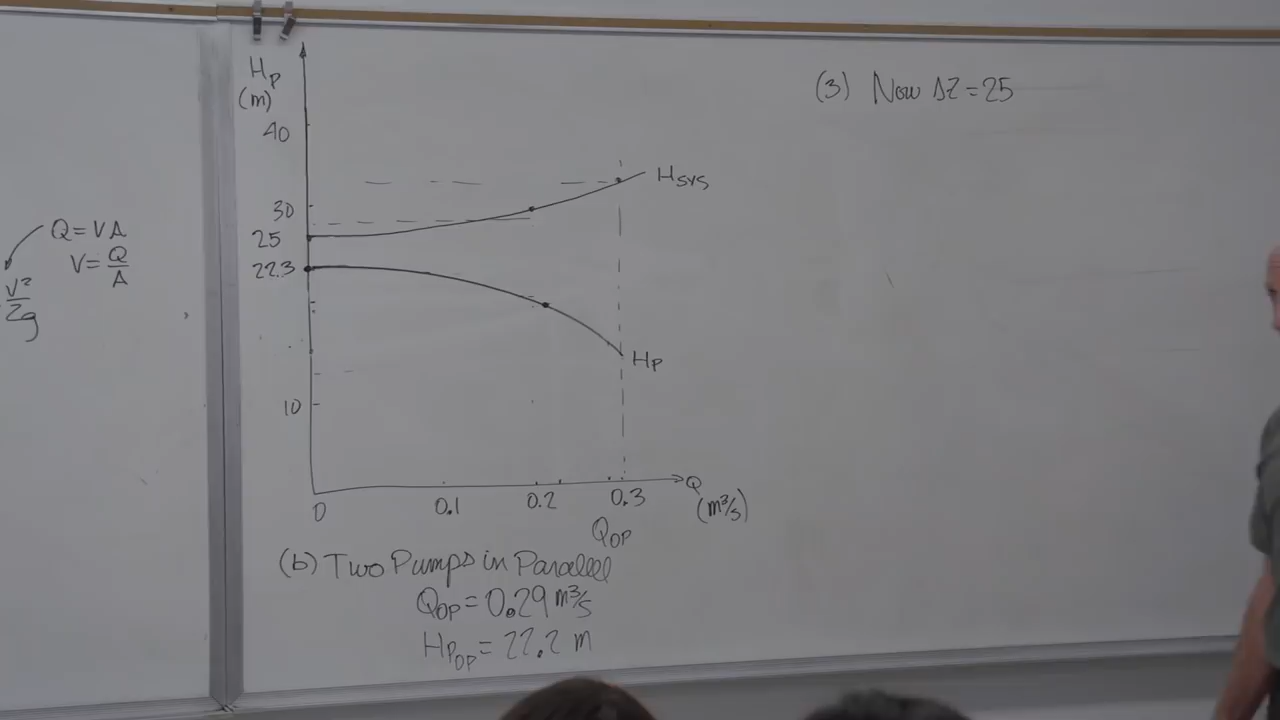 Q = VA
V = Q/A
V²/2g
Hp
(m)
40
30
25
22.3
10
0
0.1
0.2
0.3
Q
(m³/s)
QOP
HSYS
HP
(b) Two Pumps in Parallel
QOP = 0.29 m³/s
HPOP = 22.2 m
(3) Now ΔZ = 25